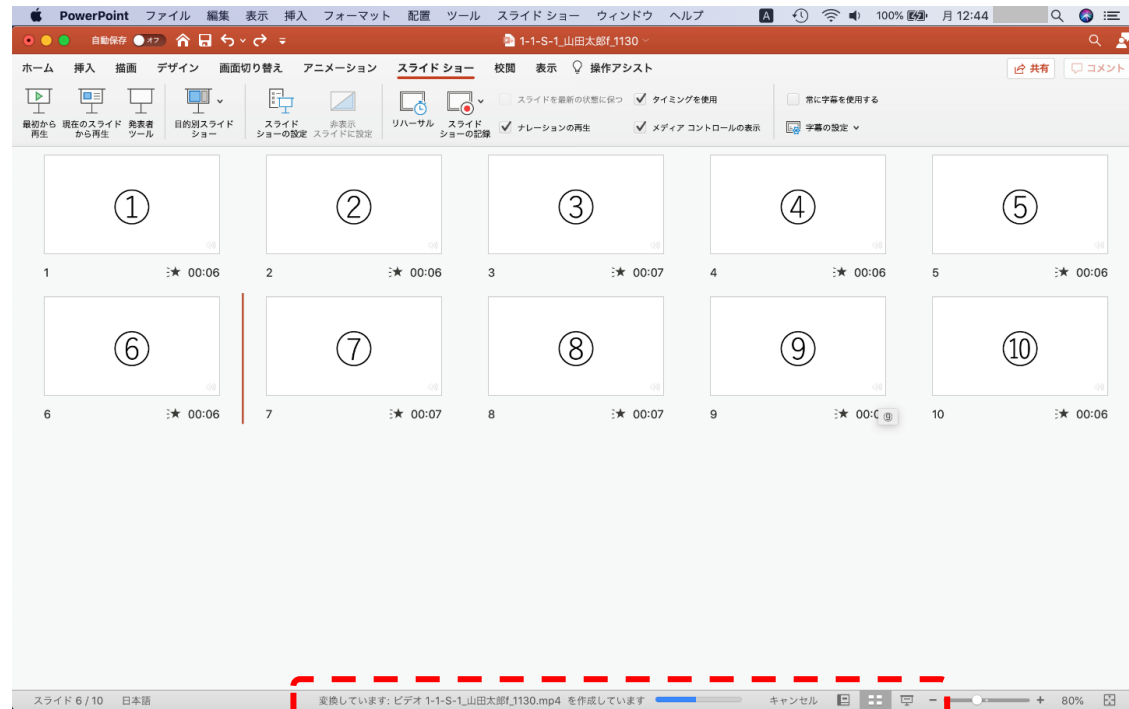 PowerPoint ファイル 編集 表示 挿入 フォーマット 配置 ツール スライド ショー ウィンドウ ヘルプ A 100% 月 12:44
自動保存 オフ 1-1-S-1_山田太郎f_1130
ホーム 挿入 描画 デザイン 画面切り替え アニメーション スライド ショー 校閲 表示 操作アシスト 共有 コメント
最初から 再生
現在のスライド から再生
発表者 ツール
目的別スライド ショー
スライド ショーの設定
非表示 スライドに設定
リハーサル
スライド ショーの記録
スライドを最新の状態に保つ タイミングを使用
ナレーションの再生 メディア コントロールの表示
常に字幕を使用する
字幕の設定
① ② ③ ④ ⑤
1 00:06 2 00:06 3 00:07 4 00:06 5 00:06
⑥ ⑦ ⑧ ⑨ ⑩
6 00:06 7 00:07 8 00:07 9 00:0 ⑨ 10 00:06
スライド 6 / 10 日本語 変換しています: ビデオ 1-1-S-1_山田太郎f_1130.mp4 を作成しています キャンセル − + 80%